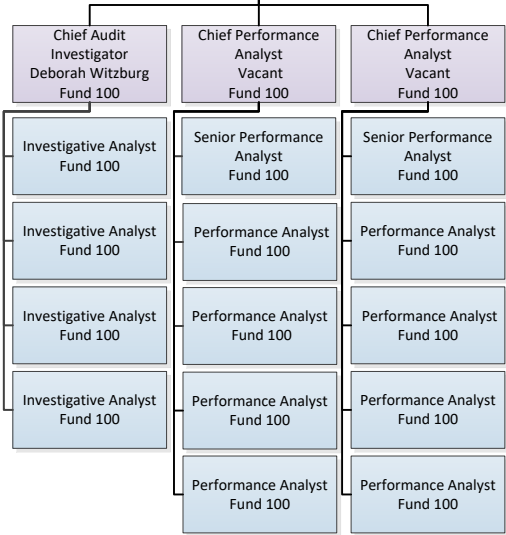 Chief Audit
Investigator
Deborah Witzburg
Fund 100
Investigative Analyst
Fund 100
Investigative Analyst
Fund 100
Investigative Analyst
Fund 100
Investigative Analyst
Fund 100
Chief Performance
Analyst
Vacant
Fund 100
Senior Performance
Analyst
Fund 100
Performance Analyst
Fund 100
Performance Analyst
Fund 100
Performance Analyst
Fund 100
Performance Analyst
Fund 100
Chief Performance
Analyst
Vacant
Fund 100
Senior Performance
Analyst
Fund 100
Performance Analyst
Fund 100
Performance Analyst
Fund 100
Performance Analyst
Fund 100
Performance Analyst
Fund 100